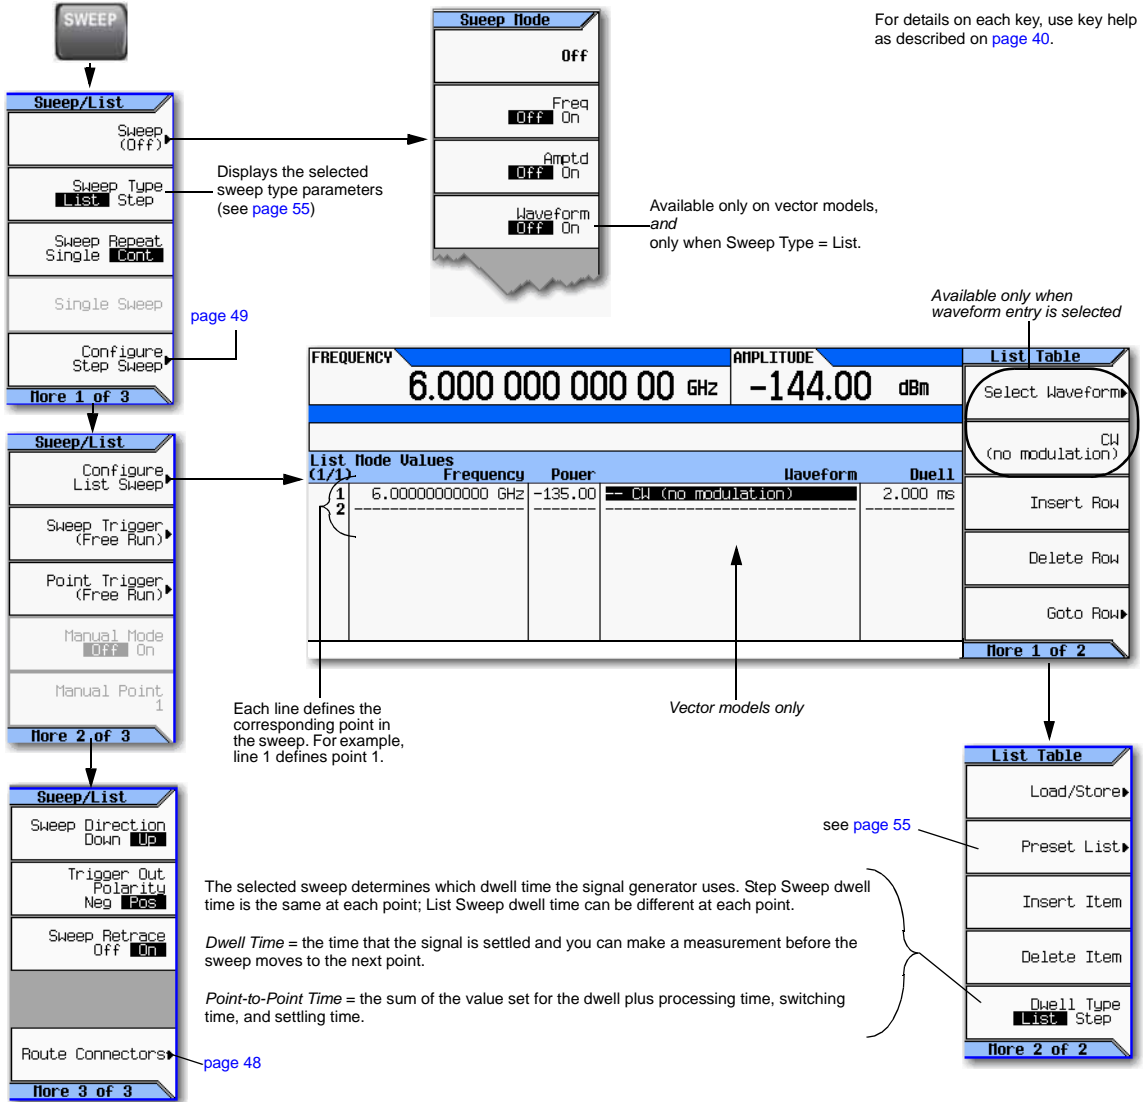 SWEEP
Sweep/List
Sweep
(Off)
Sweep Type
List Step
Sweep Repeat
Single Cont
Single Sweep
Configure
Step Sweep
More 1 of 3
Displays the selected
sweep type parameters
(see page 55)
page 49
Sweep Mode
Off
Freq
Off On
Amptd
Off On
Waveform
Off On
Available only on vector models,
and
only when Sweep Type = List.
For details on each key, use key help
as described on page 40.
Available only when
waveform entry is selected
Sweep/List
Configure
List Sweep
Sweep Trigger
(Free Run)
Point Trigger
(Free Run)
Manual Mode
Off On
Manual Point
1
More 2 of 3
FREQUENCY
6.000 000 000 00 GHz
AMPLITUDE
-144.00 dBm
List Mode Values
(1/1) Frequency Power Waveform Dwell
1 6.00000000000 GHz -135.00 -- CW (no modulation) 2.000 ms
2 ----------------- ------- --------------------------- ----------
List Table
Select Waveform
CW
(no modulation)
Insert Row
Delete Row
Goto Row
More 1 of 2
Each line defines the
corresponding point in
the sweep. For example,
line 1 defines point 1.
Vector models only
Sweep/List
Sweep Direction
Down Up
Trigger Out
Polarity
Neg Pos
Sweep Retrace
Off On
Route Connectors
More 3 of 3
page 48
The selected sweep determines which dwell time the signal generator uses. Step Sweep dwell
time is the same at each point; List Sweep dwell time can be different at each point.
Dwell Time = the time that the signal is settled and you can make a measurement before the
sweep moves to the next point.
Point-to-Point Time = the sum of the value set for the dwell plus processing time, switching
time, and settling time.
see page 55
List Table
Load/Store
Preset List
Insert Item
Delete Item
Dwell Type
List Step
More 2 of 2